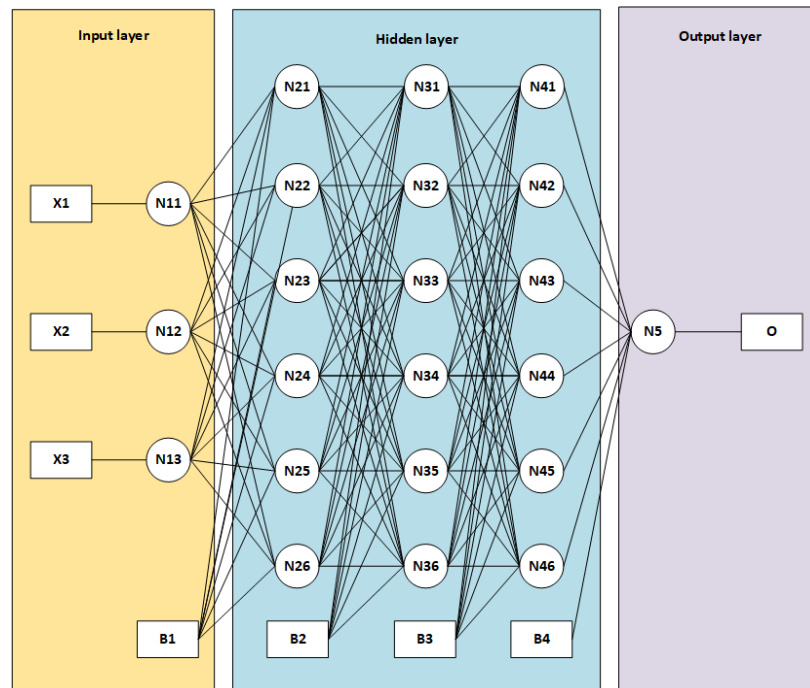 Input layer
Hidden layer
Output layer
N21
N31
N41
N22
N32
N42
X1
N11
N23
N33
N43
X2
N12
N5
O
N24
N34
N44
X3
N13
N25
N35
N45
N26
N36
N46
B1
B2
B3
B4